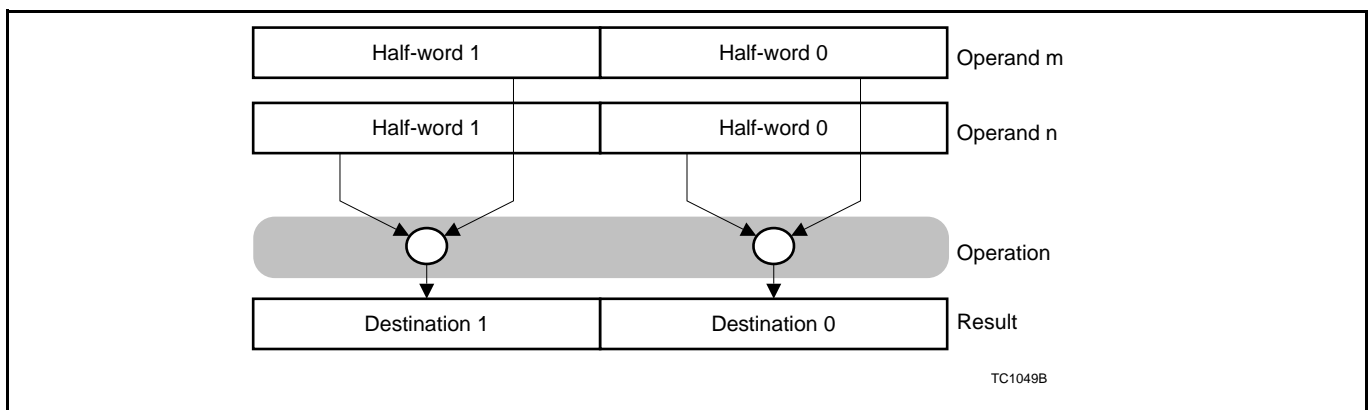 Half-word 1 Half-word 0 Operand m
Half-word 1 Half-word 0 Operand n
Operation
Destination 1 Destination 0 Result
TC1049B